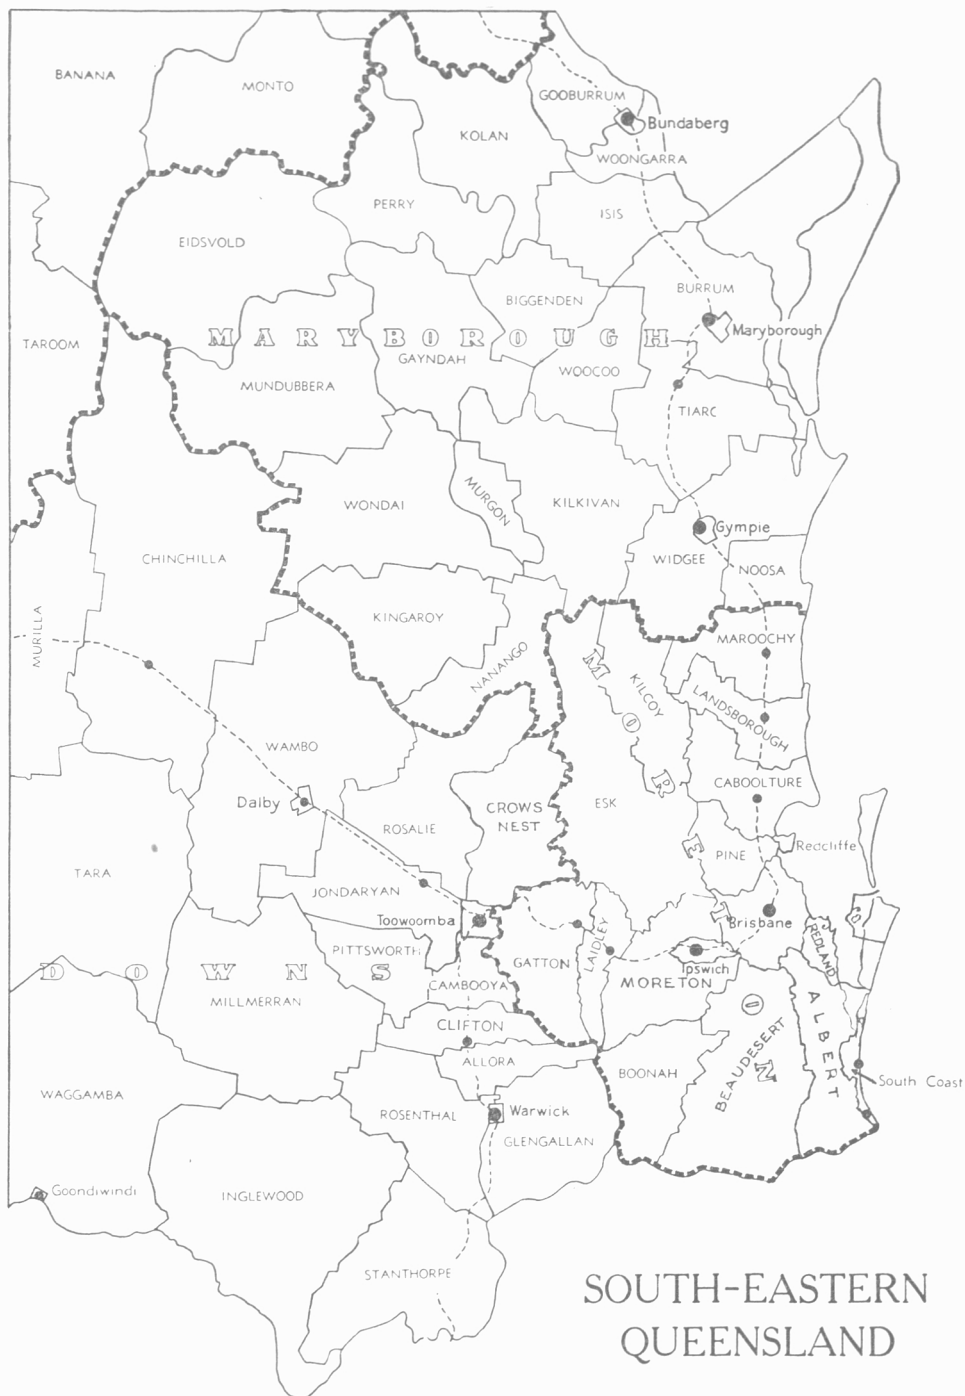 BANANA
MONTO
GOOBURRUM
Bundaberg
KOLAN
WOONGARRA
PERRY
ISIS
EIDSVOLD
BURRUM
BIGGENDEN
MARYBOROUGH
Maryborough
TAROOM
GAYNDAH
WOOCOO
MUNDUBBERA
TIARO
MURGON
WONDAI
KILKIVAN
Gympie
CHINCHILLA
WIDGEE
NOOSA
KINGAROY
MURILLA
MAROOCHY
NANANGO
KILCOY
LANDSBOROUGH
WAMBO
CABOOLTURE
Dalby
ESK
CROWS
NEST
ROSALIE
Redcliffe
PINE
TARA
JONDARYAN
Toowoomba
Brisbane
REDLAND
LAIDLEY
PITTSWORTH
GATTON
Ipswich
DOWNS
MORETON
CAMBOOYA
MILLMERRAN
ALBERT
CLIFTON
ALLORA
BOONAH
BEAUDESERT
MORETON
South Coast
WAGGAMBA
ROSENTHAL
Warwick
GLENGALLAN
Goondiwindi
INGLEWOOD
STANTHORPE
SOUTH-EASTERN
QUEENSLAND